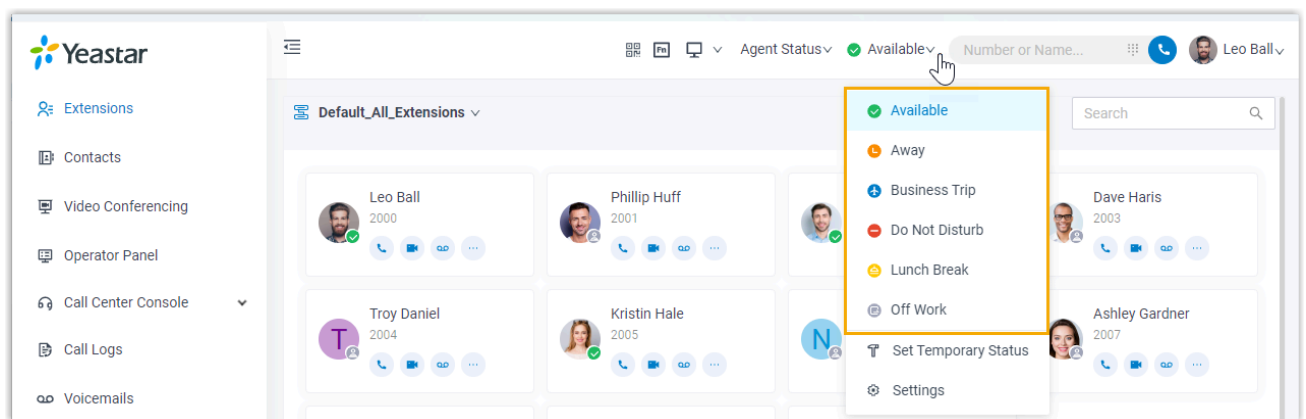 Yeastar
Fn
Agent Status
Available
Number or Name...
Leo Ball
Extensions
Contacts
Video Conferencing
Operator Panel
Call Center Console
Call Logs
Voicemails
Default_All_Extensions
Search
Available
Away
Business Trip
Do Not Disturb
Lunch Break
Off Work
Set Temporary Status
Settings
Leo Ball
2000
Phillip Huff
2001
Dave Haris
2003
T
Troy Daniel
2004
Kristin Hale
2005
N
Ashley Gardner
2007